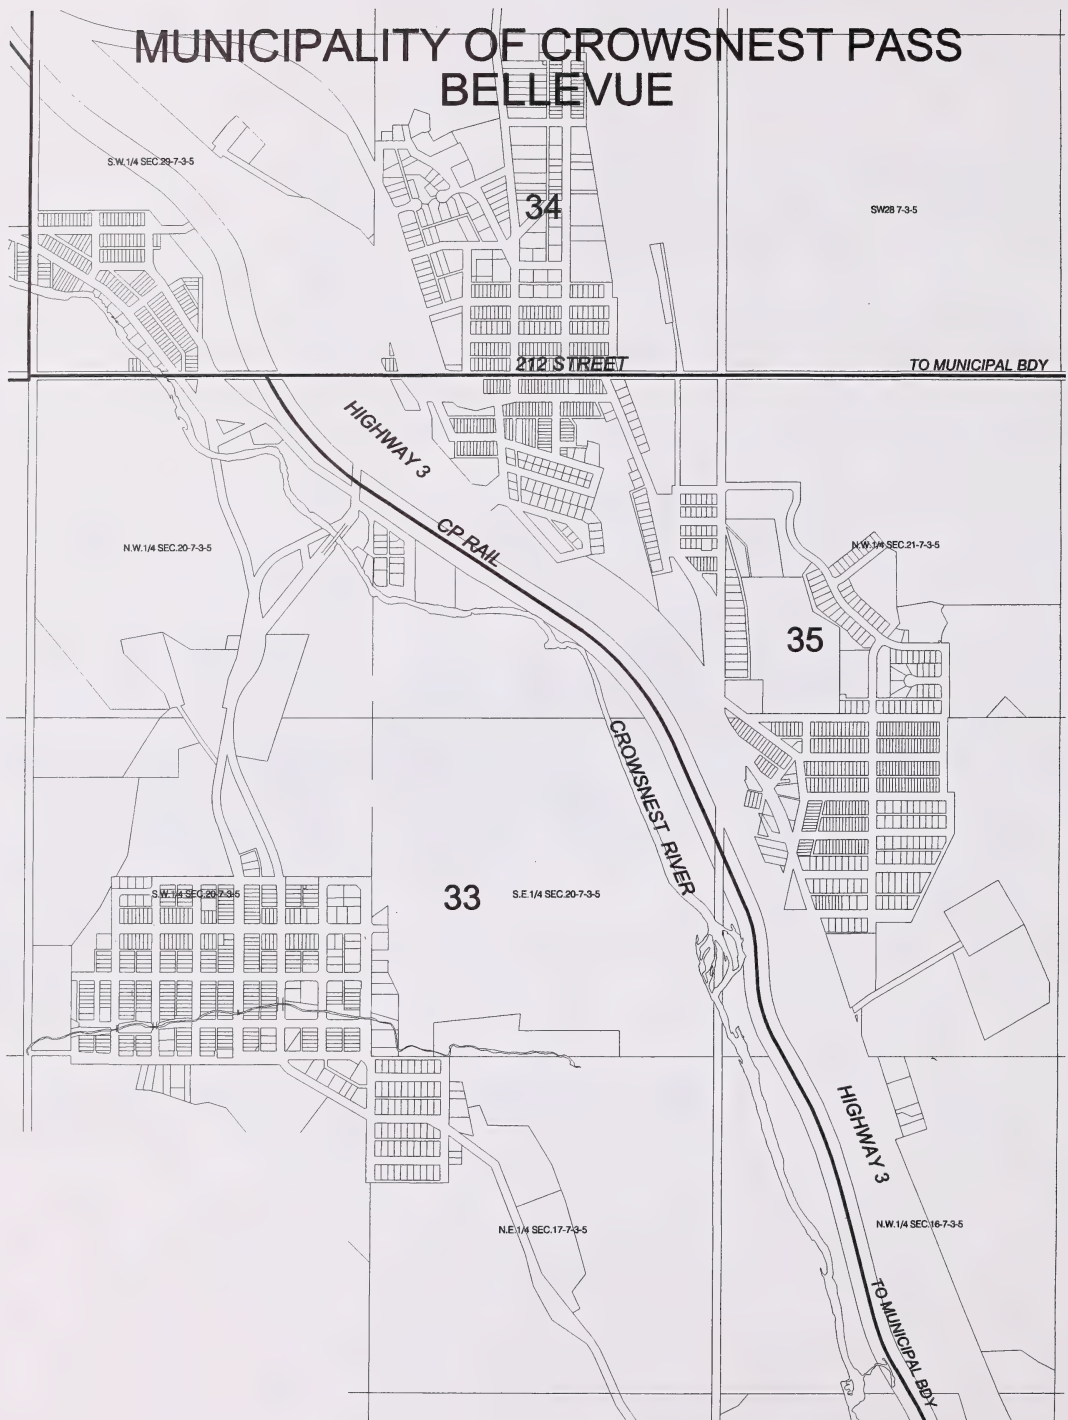 MUNICIPALITY OF CROWSNEST PASS
BELLEVUE
S.W.1/4 SEC.29-7-3-5
34
SW28 7-3-5
212 STREET
TO MUNICIPAL BDY
HIGHWAY 3
CP RAIL
N.W.1/4 SEC.20-7-3-5
N.W.1/4 SEC.21-7-3-5
35
CROWSNEST RIVER
S.W.1/4 SEC.20-7-3-5
33
S.E.1/4 SEC.20-7-3-5
HIGHWAY 3
N.E.1/4 SEC.17-7-3-5
N.W.1/4 SEC.16-7-3-5
TO MUNICIPAL BDY